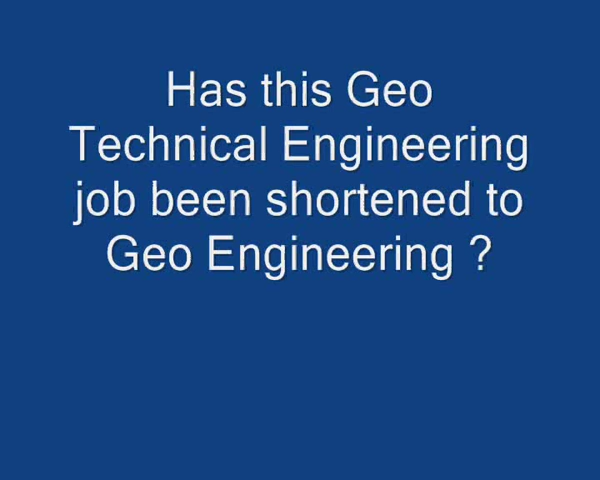 Has this Geo
Technical Engineering
job been shortened to
Geo Engineering ?